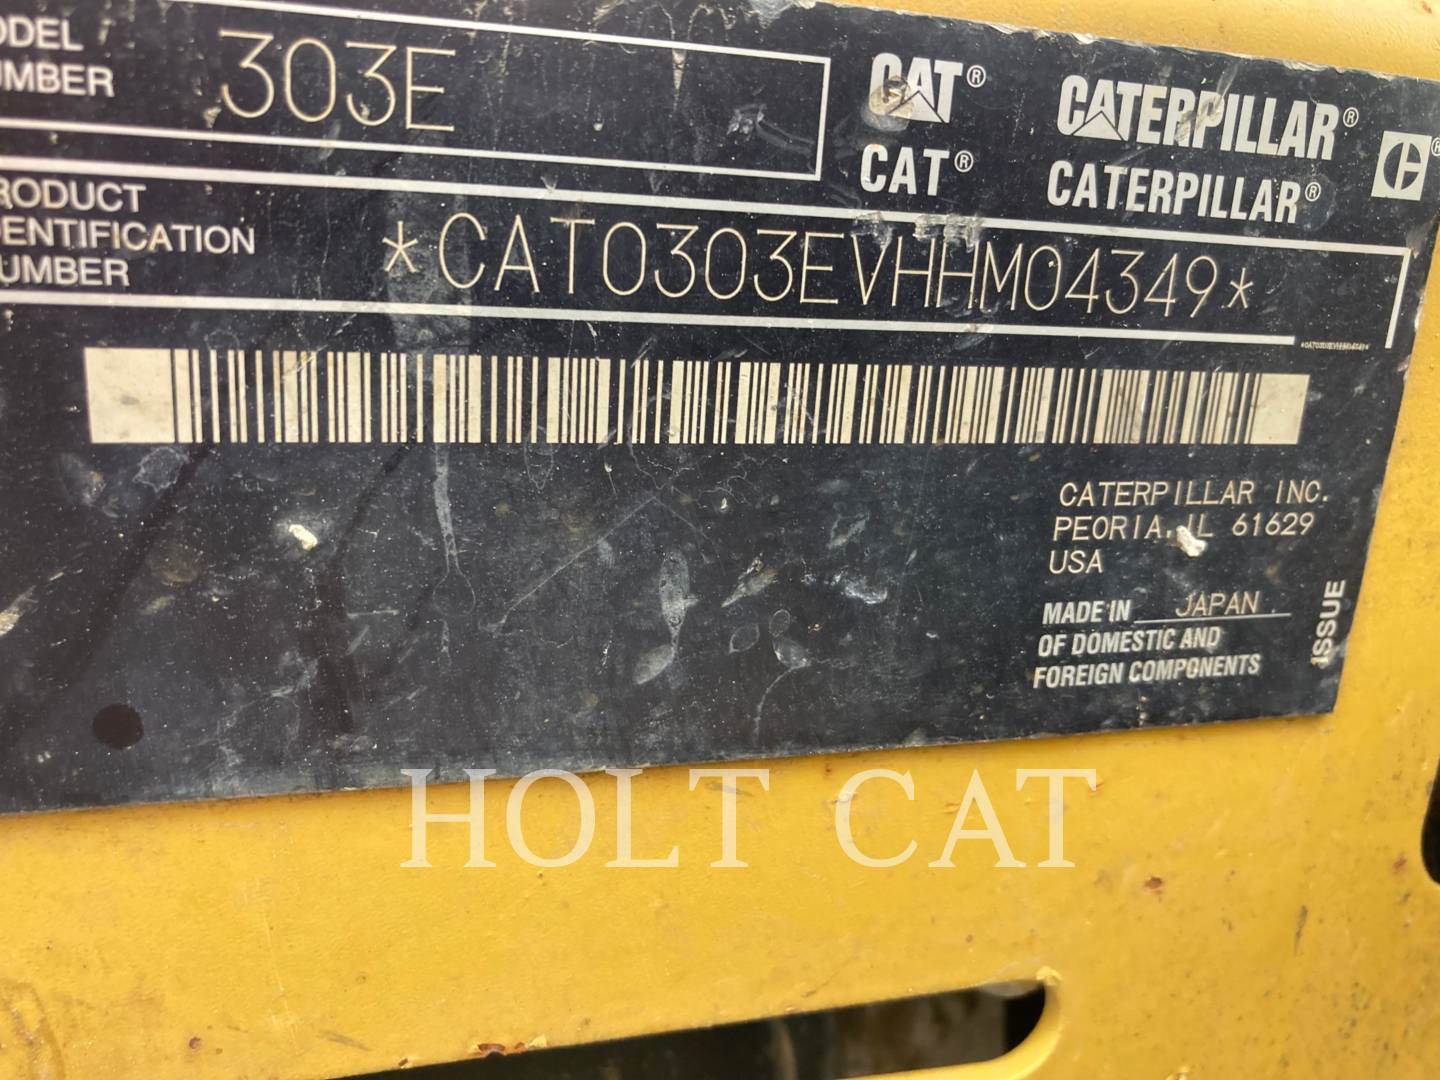 ODEL
UMBER 303E
CAT® CATERPILLAR®
CAT® CATERPILLAR®
RODUCT
DENTIFICATION
UMBER
*CAT0303EVHHM04349*
CATERPILLAR INC.
PEORIA, IL 61629
USA
MADE IN JAPAN
OF DOMESTIC AND
FOREIGN COMPONENTS
ISSUE
HOLT CAT